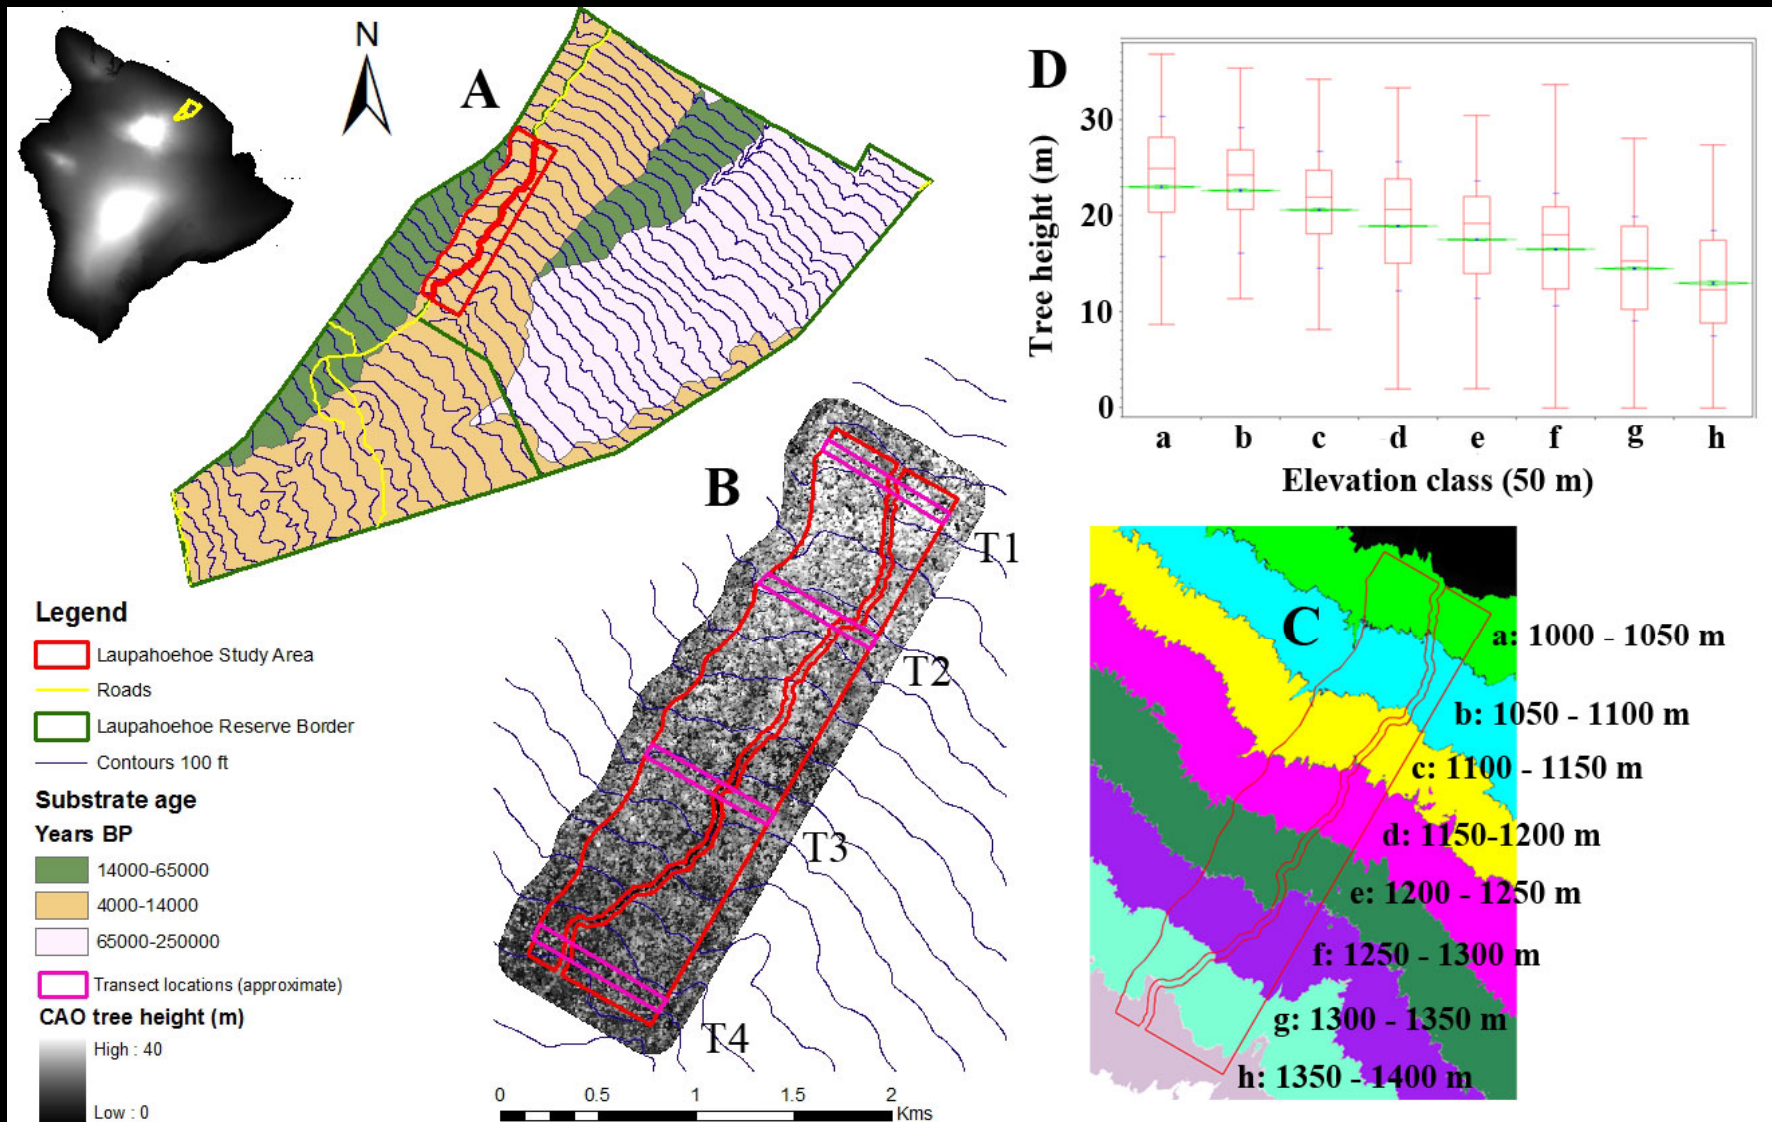 N
A
Legend
Laupahoehoe Study Area
Roads
Laupahoehoe Reserve Border
Contours 100 ft
Substrate age
Years BP
14000-65000
4000-14000
65000-250000
Transect locations (approximate)
CAO tree height (m)
High : 40
Low : 0
B
T1
T2
T3
T4
0 0.5 1 1.5 2
Kms
D
Tree height (m)
30
20
10
0
a b c d e f g h
Elevation class (50 m)
C
a: 1000 - 1050 m
b: 1050 - 1100 m
c: 1100 - 1150 m
d: 1150-1200 m
e: 1200 - 1250 m
f: 1250 - 1300 m
g: 1300 - 1350 m
h: 1350 - 1400 m